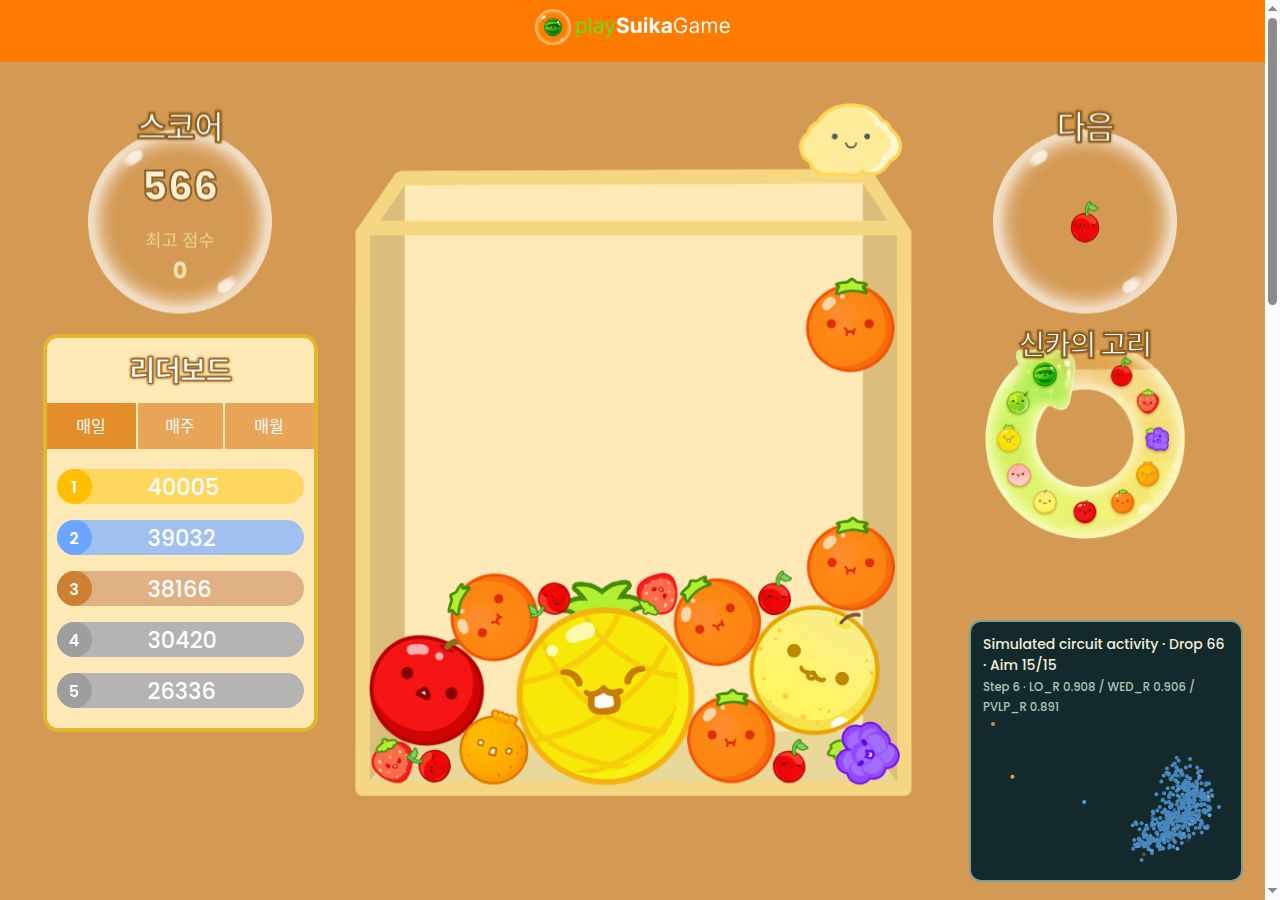 playSuikaGame
스코어
566
최고 점수
0
리더보드
매일 매주 매월
1 40005
2 39032
3 38166
4 30420
5 26336
다음
신카의 고리
Simulated circuit activity · Drop 66
· Aim 15/15
Step 6 · LO_R 0.908 / WED_R 0.906 /
PVLP_R 0.891